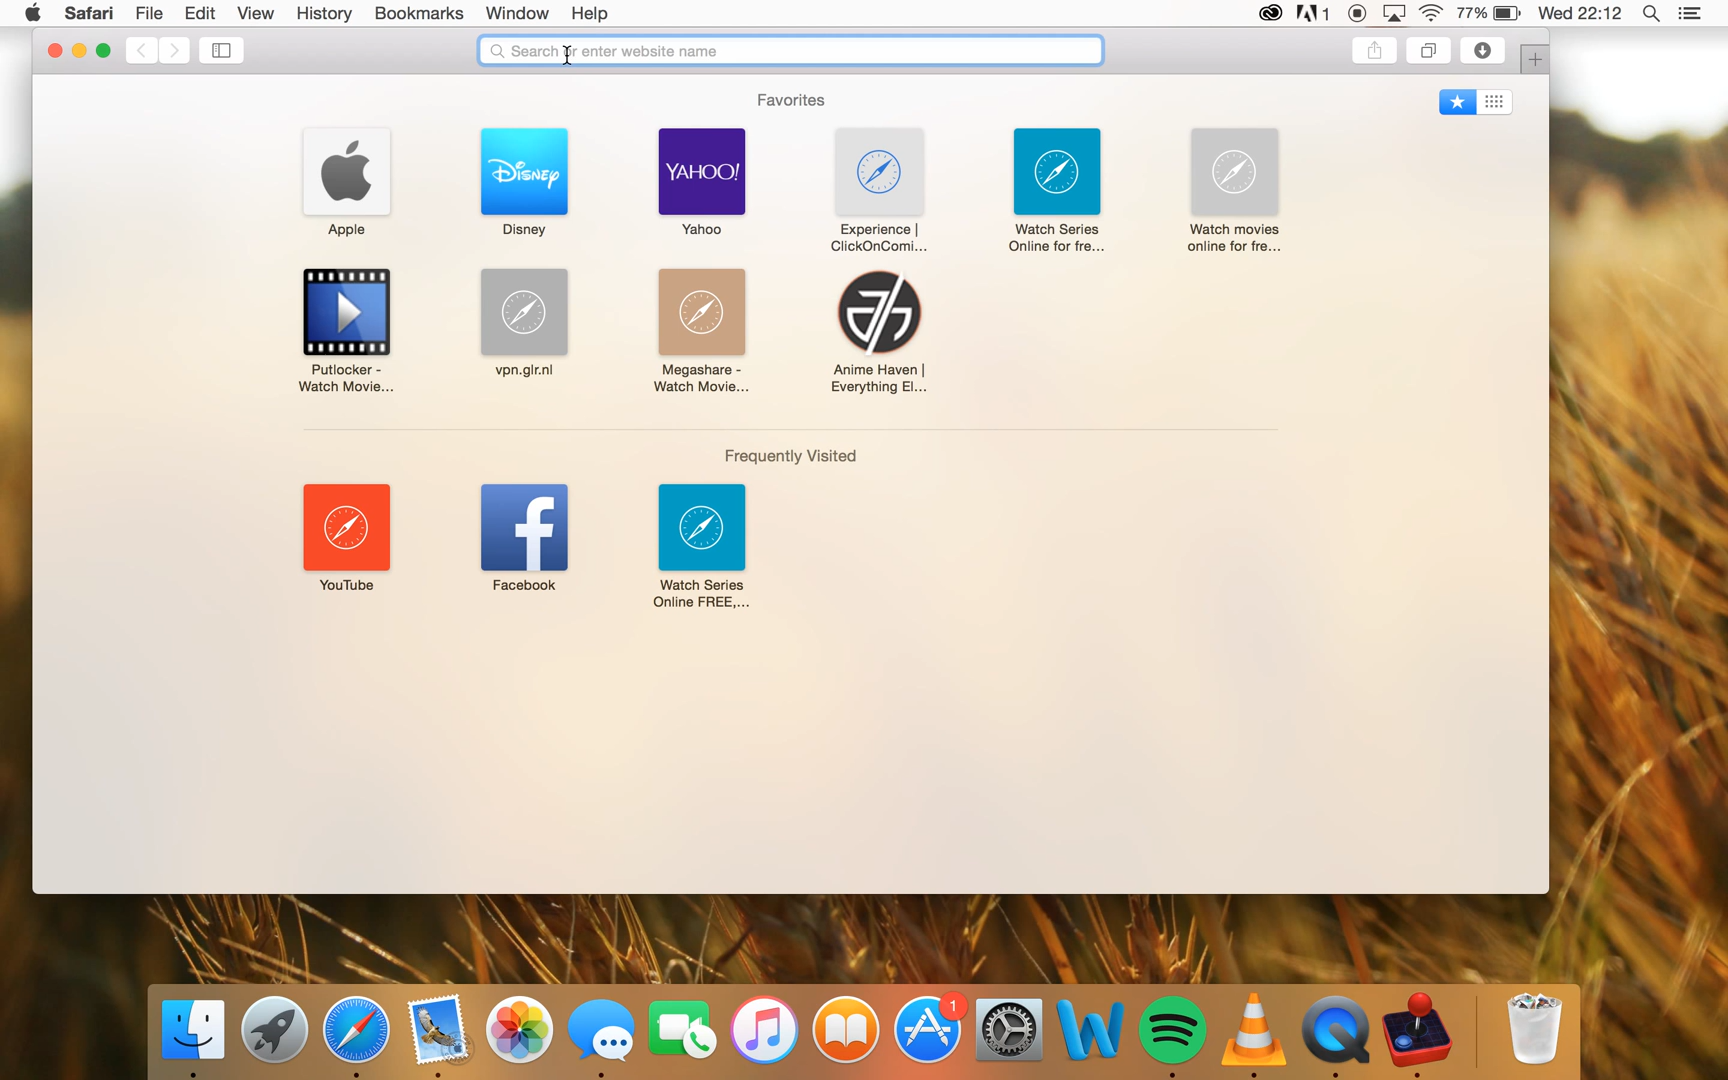 Safari File Edit View History Bookmarks Window Help
1 77% Wed 22:12
Search or enter website name
Favorites
Disney YAHOO!
Apple Disney Yahoo Experience | Watch Series Watch movies
ClickOnComi... Online for fre... online for fre...
Putlocker - vpn.glr.nl Megashare - Anime Haven |
Watch Movie... Watch Movie... Everything El...
Frequently Visited
f
YouTube Facebook Watch Series
Online FREE,...
1
W